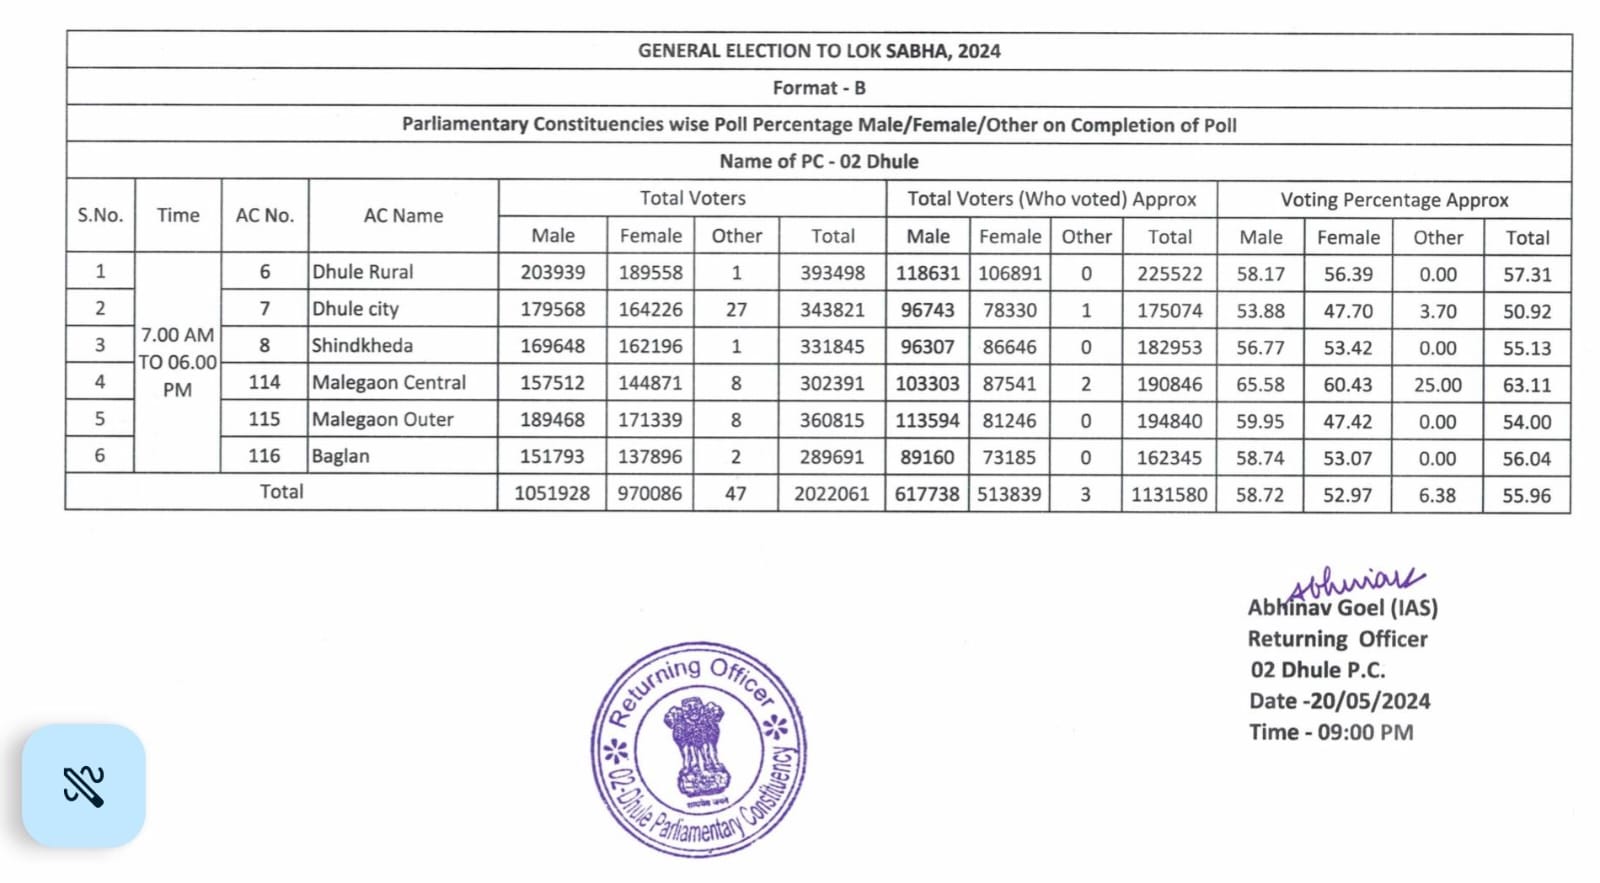 GENERAL ELECTION TO LOK SABHA, 2024
Format - B
Parliamentary Constituencies wise Poll Percentage Male/Female/Other on Completion of Poll
Name of PC - 02 Dhule
S.No. Time AC No. AC Name Total Voters Total Voters (Who voted) Approx Voting Percentage Approx
Male Female Other Total Male Female Other Total Male Female Other Total
1 6 Dhule Rural 203939 189558 1 393498 118631 106891 0 225522 58.17 56.39 0.00 57.31
2 7 Dhule city 179568 164226 27 343821 96743 78330 1 175074 53.88 47.70 3.70 50.92
7.00 AM
TO 06.00
PM
3 8 Shindkheda 169648 162196 1 331845 96307 86646 0 182953 56.77 53.42 0.00 55.13
4 114 Malegaon Central 157512 144871 8 302391 103303 87541 2 190846 65.58 60.43 25.00 63.11
5 115 Malegaon Outer 189468 171339 8 360815 113594 81246 0 194840 59.95 47.42 0.00 54.00
6 116 Baglan 151793 137896 2 289691 89160 73185 0 162345 58.74 53.07 0.00 56.04
Total 1051928 970086 47 2022061 617738 513839 3 1131580 58.72 52.97 6.38 55.96
Abhinav Goel (IAS)
Returning Officer
02 Dhule P.C.
Date -20/05/2024
Time - 09:00 PM
Returning Officer
02-Dhule Parliamentary Constituency
सत्यमेव जयते